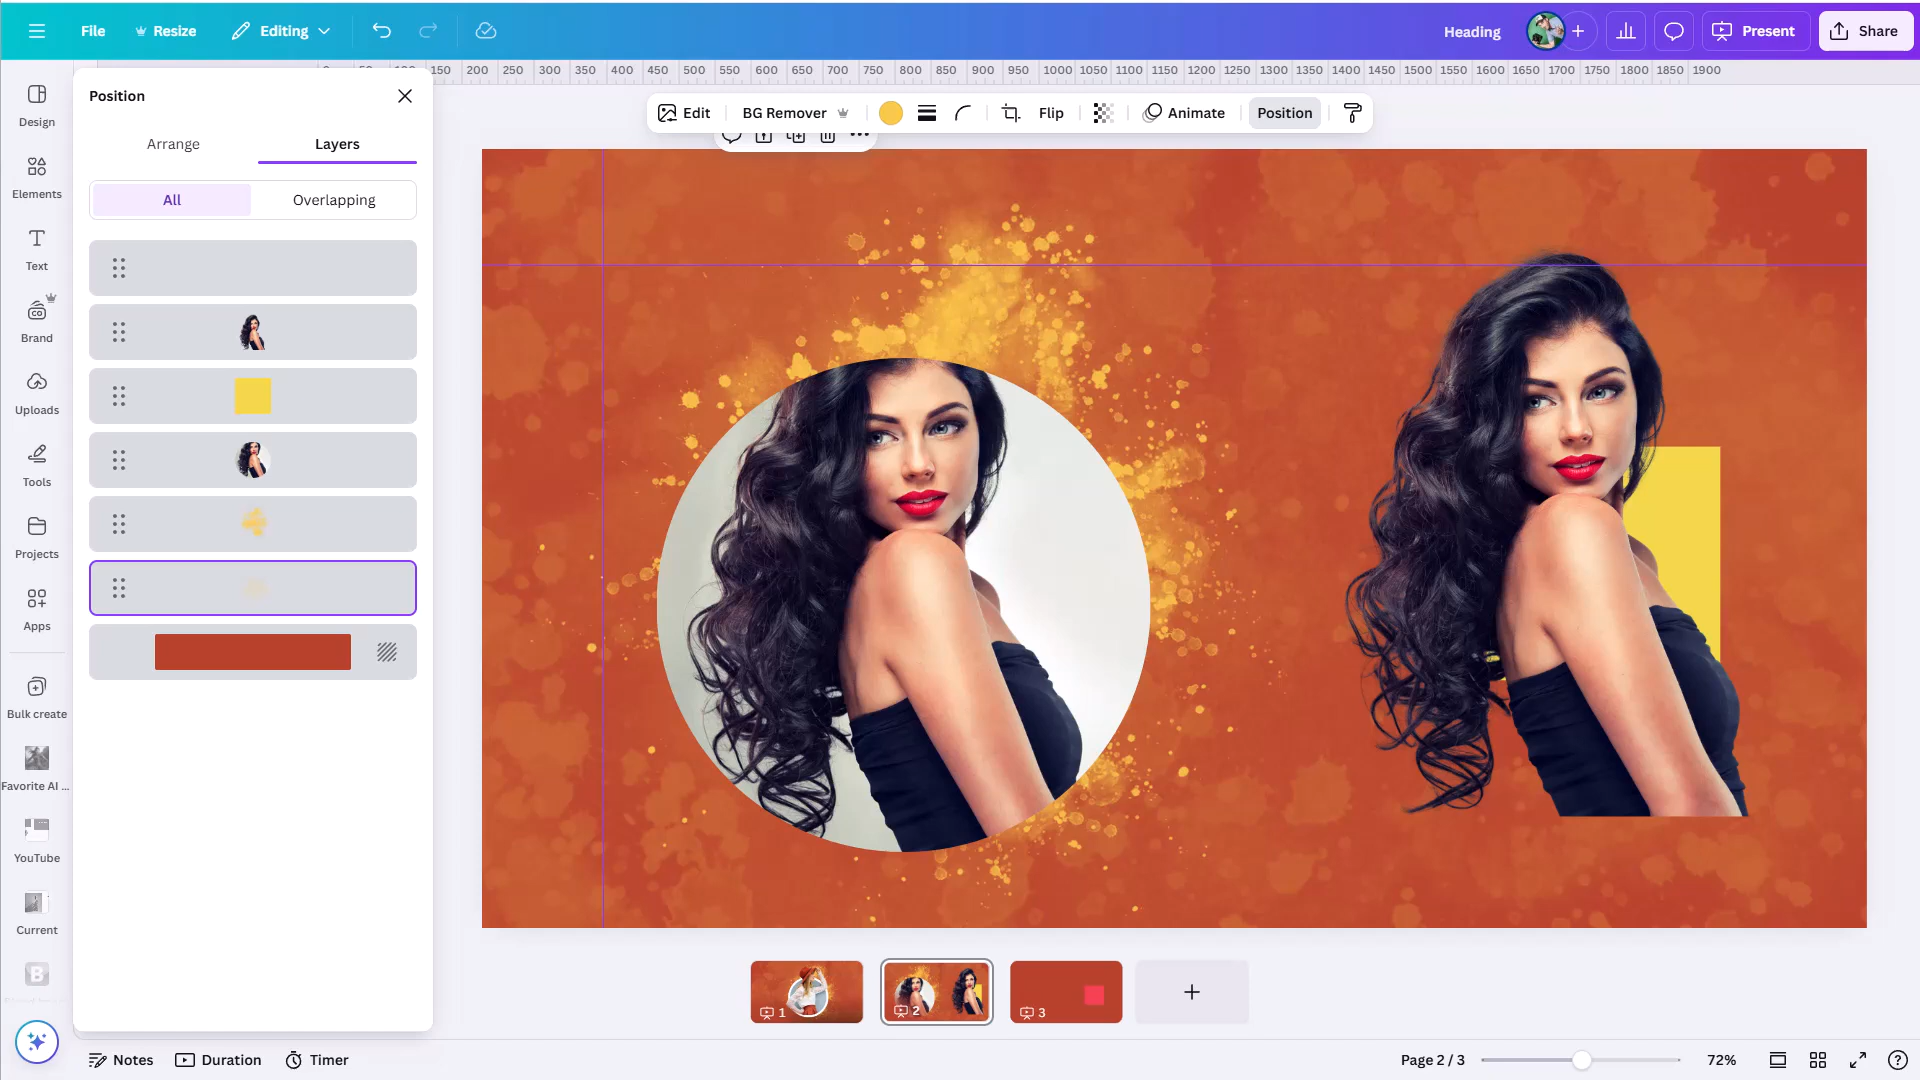 File
Resize
Editing
Heading
Present
Share
150 200 250 300 350 400 450 500 550 600 650 700 750 800 850 900 950 1000 1050 1100 1150 1200 1250 1300 1350 1400 1450 1500 1550 1600 1650 1700 1750 1800 1850 1900
Edit
BG Remover
Flip
Animate
Position
Position
Arrange
Layers
All
Overlapping
Design
Elements
Text
CO
Brand
Uploads
Tools
Projects
Apps
Bulk create
Favorite AI ...
YouTube
Current
B
1
2
3
Notes
Duration
Timer
Page 2 / 3
72%